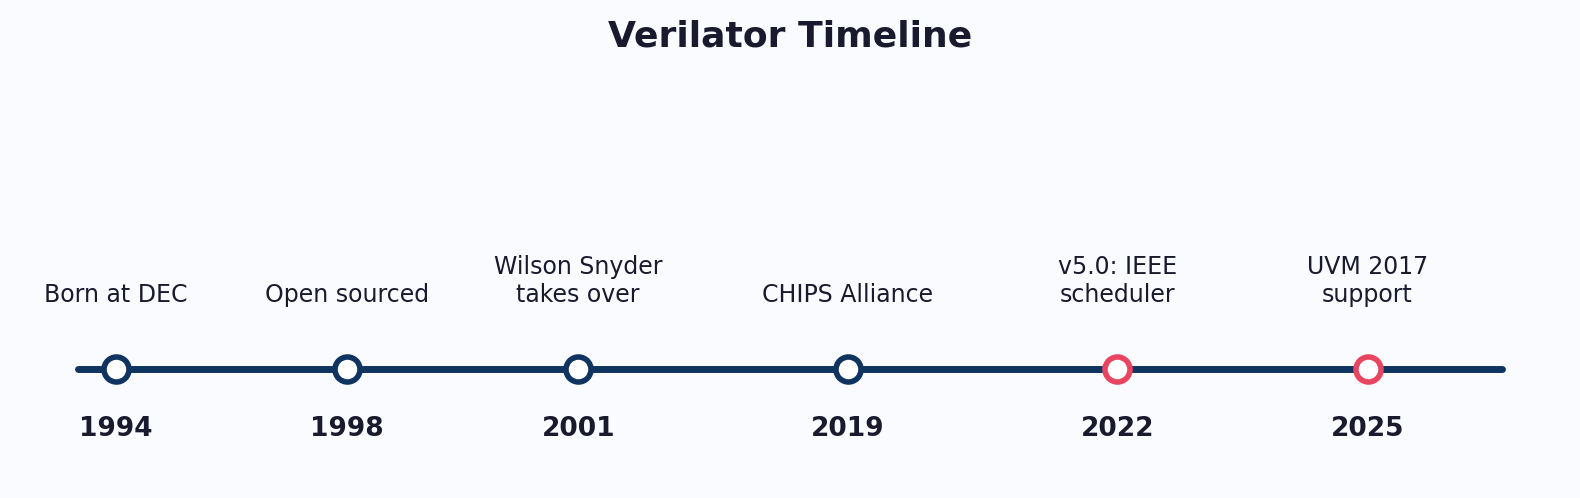 Verilator Timeline
Born at DEC
Open sourced
Wilson Snyder
takes over
CHIPS Alliance
v5.0: IEEE
scheduler
UVM 2017
support
1994
1998
2001
2019
2022
2025